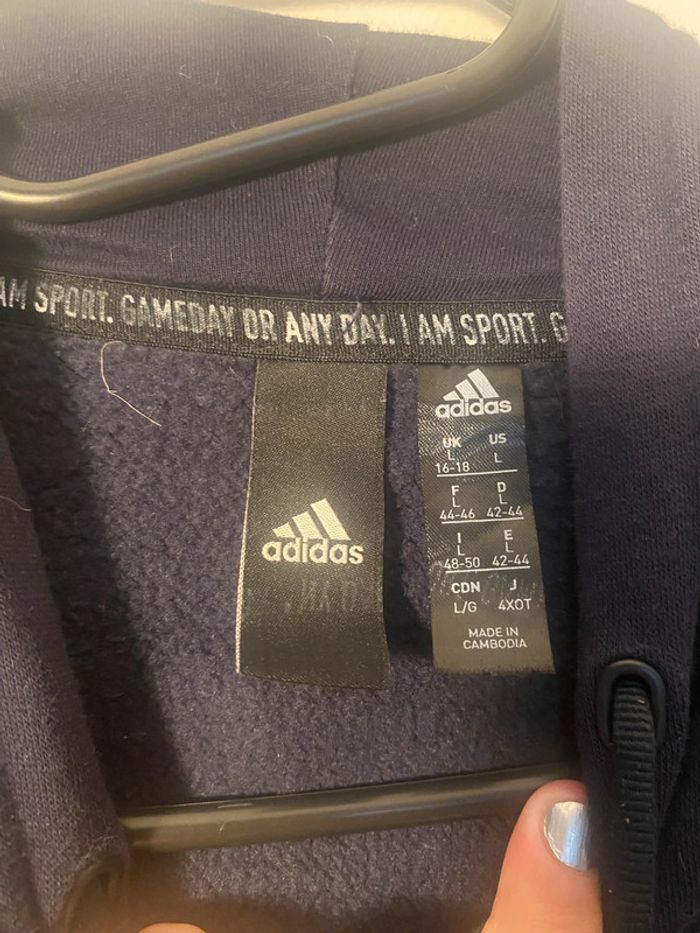 AM SPORT. GAMEDAY OR ANY DAY. I AM SPORT. G
adidas
adidas
UK US
L L
16-18
F D
L L
44-46 42-44
I E
L L
48-50 42-44
CDN J
L/G 4XOT
MADE IN
CAMBODIA